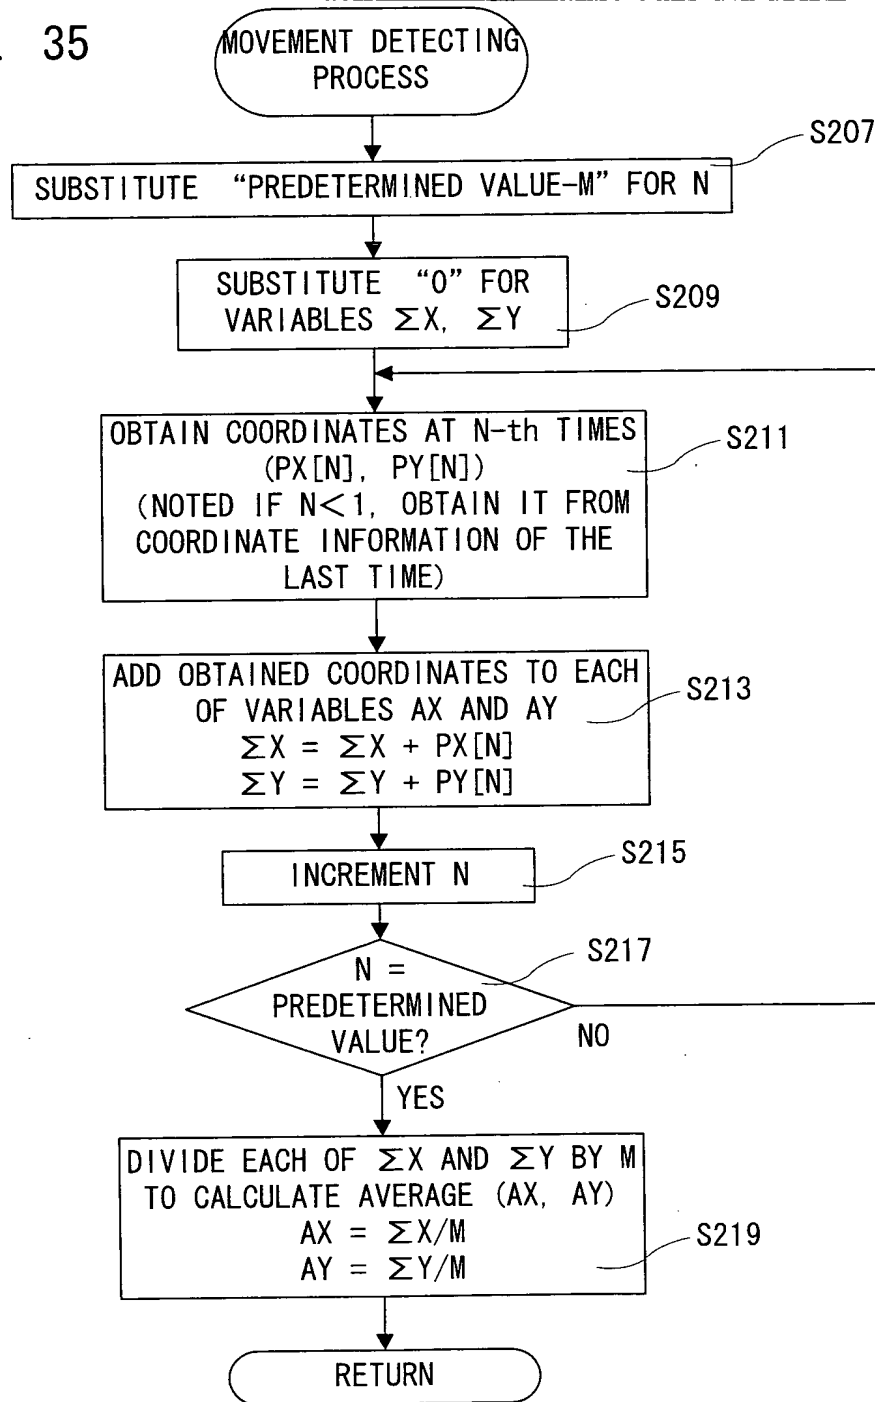 35
MOVEMENT DETECTING
PROCESS
S207
SUBSTITUTE “PREDETERMINED VALUE-M” FOR N
SUBSTITUTE “0” FOR
VARIABLES ΣX, ΣY
S209
OBTAIN COORDINATES AT N-th TIMES
(PX[N], PY[N])
(NOTED IF N<1, OBTAIN IT FROM
COORDINATE INFORMATION OF THE
LAST TIME)
S211
ADD OBTAINED COORDINATES TO EACH
OF VARIABLES AX AND AY
ΣX = ΣX + PX[N]
ΣY = ΣY + PY[N]
S213
INCREMENT N
S215
N =
PREDETERMINED
VALUE?
S217
NO
YES
DIVIDE EACH OF ΣX AND ΣY BY M
TO CALCULATE AVERAGE (AX, AY)
AX = ΣX/M
AY = ΣY/M
S219
RETURN